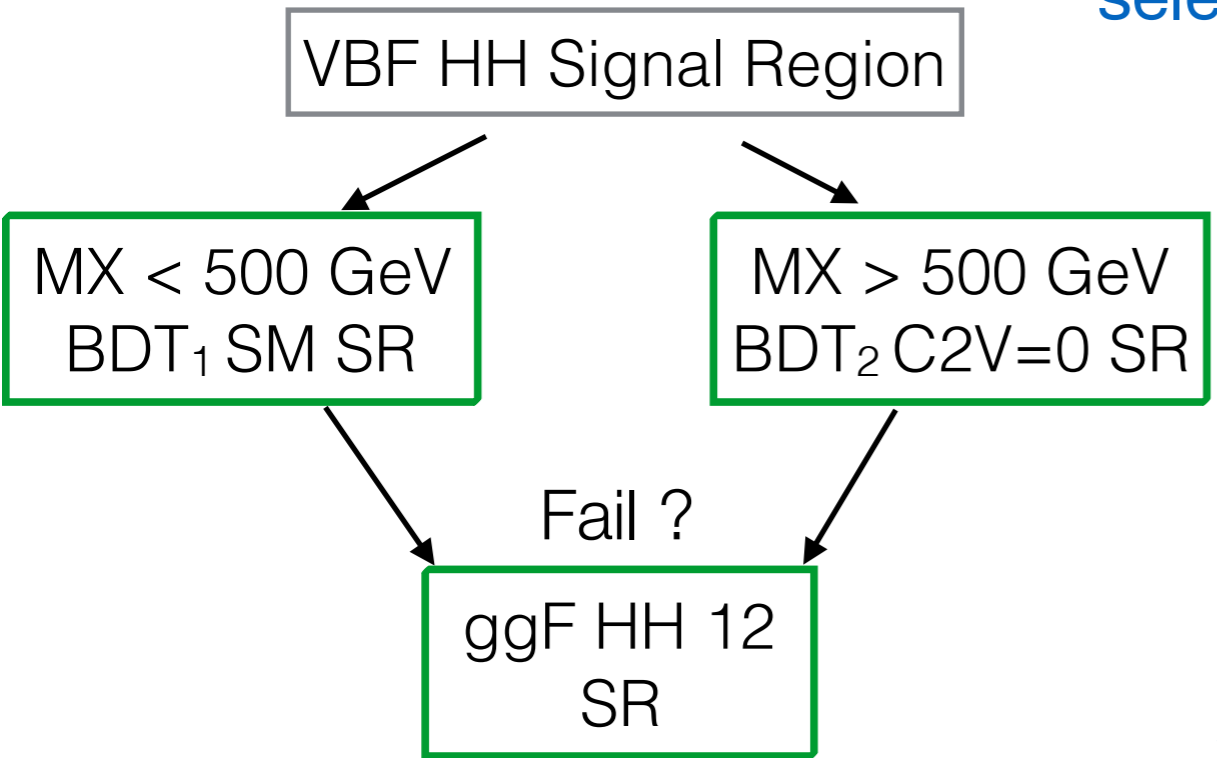 VBF HH Signal Region
MX < 500 GeV
BDT₁ SM SR
MX > 500 GeV
BDT₂ C2V=0 SR
Fail ?
ggF HH 12
SR